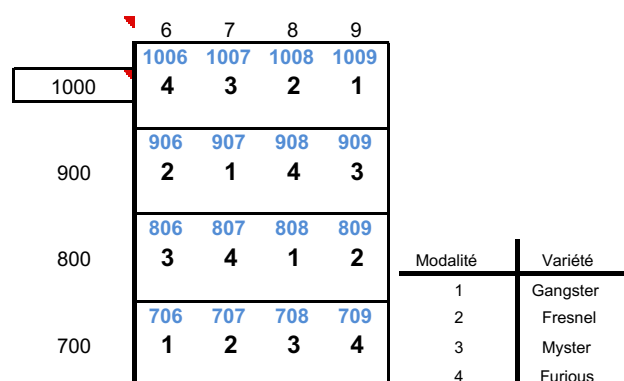 6 7 8 9
1006 1007 1008 1009
1000 4 3 2 1
906 907 908 909
900 2 1 4 3
806 807 808 809
800 3 4 1 2
Modalité Variété
1 Gangster
706 707 708 709
2 Fresnel
700 1 2 3 4
3 Myster
4 Furious